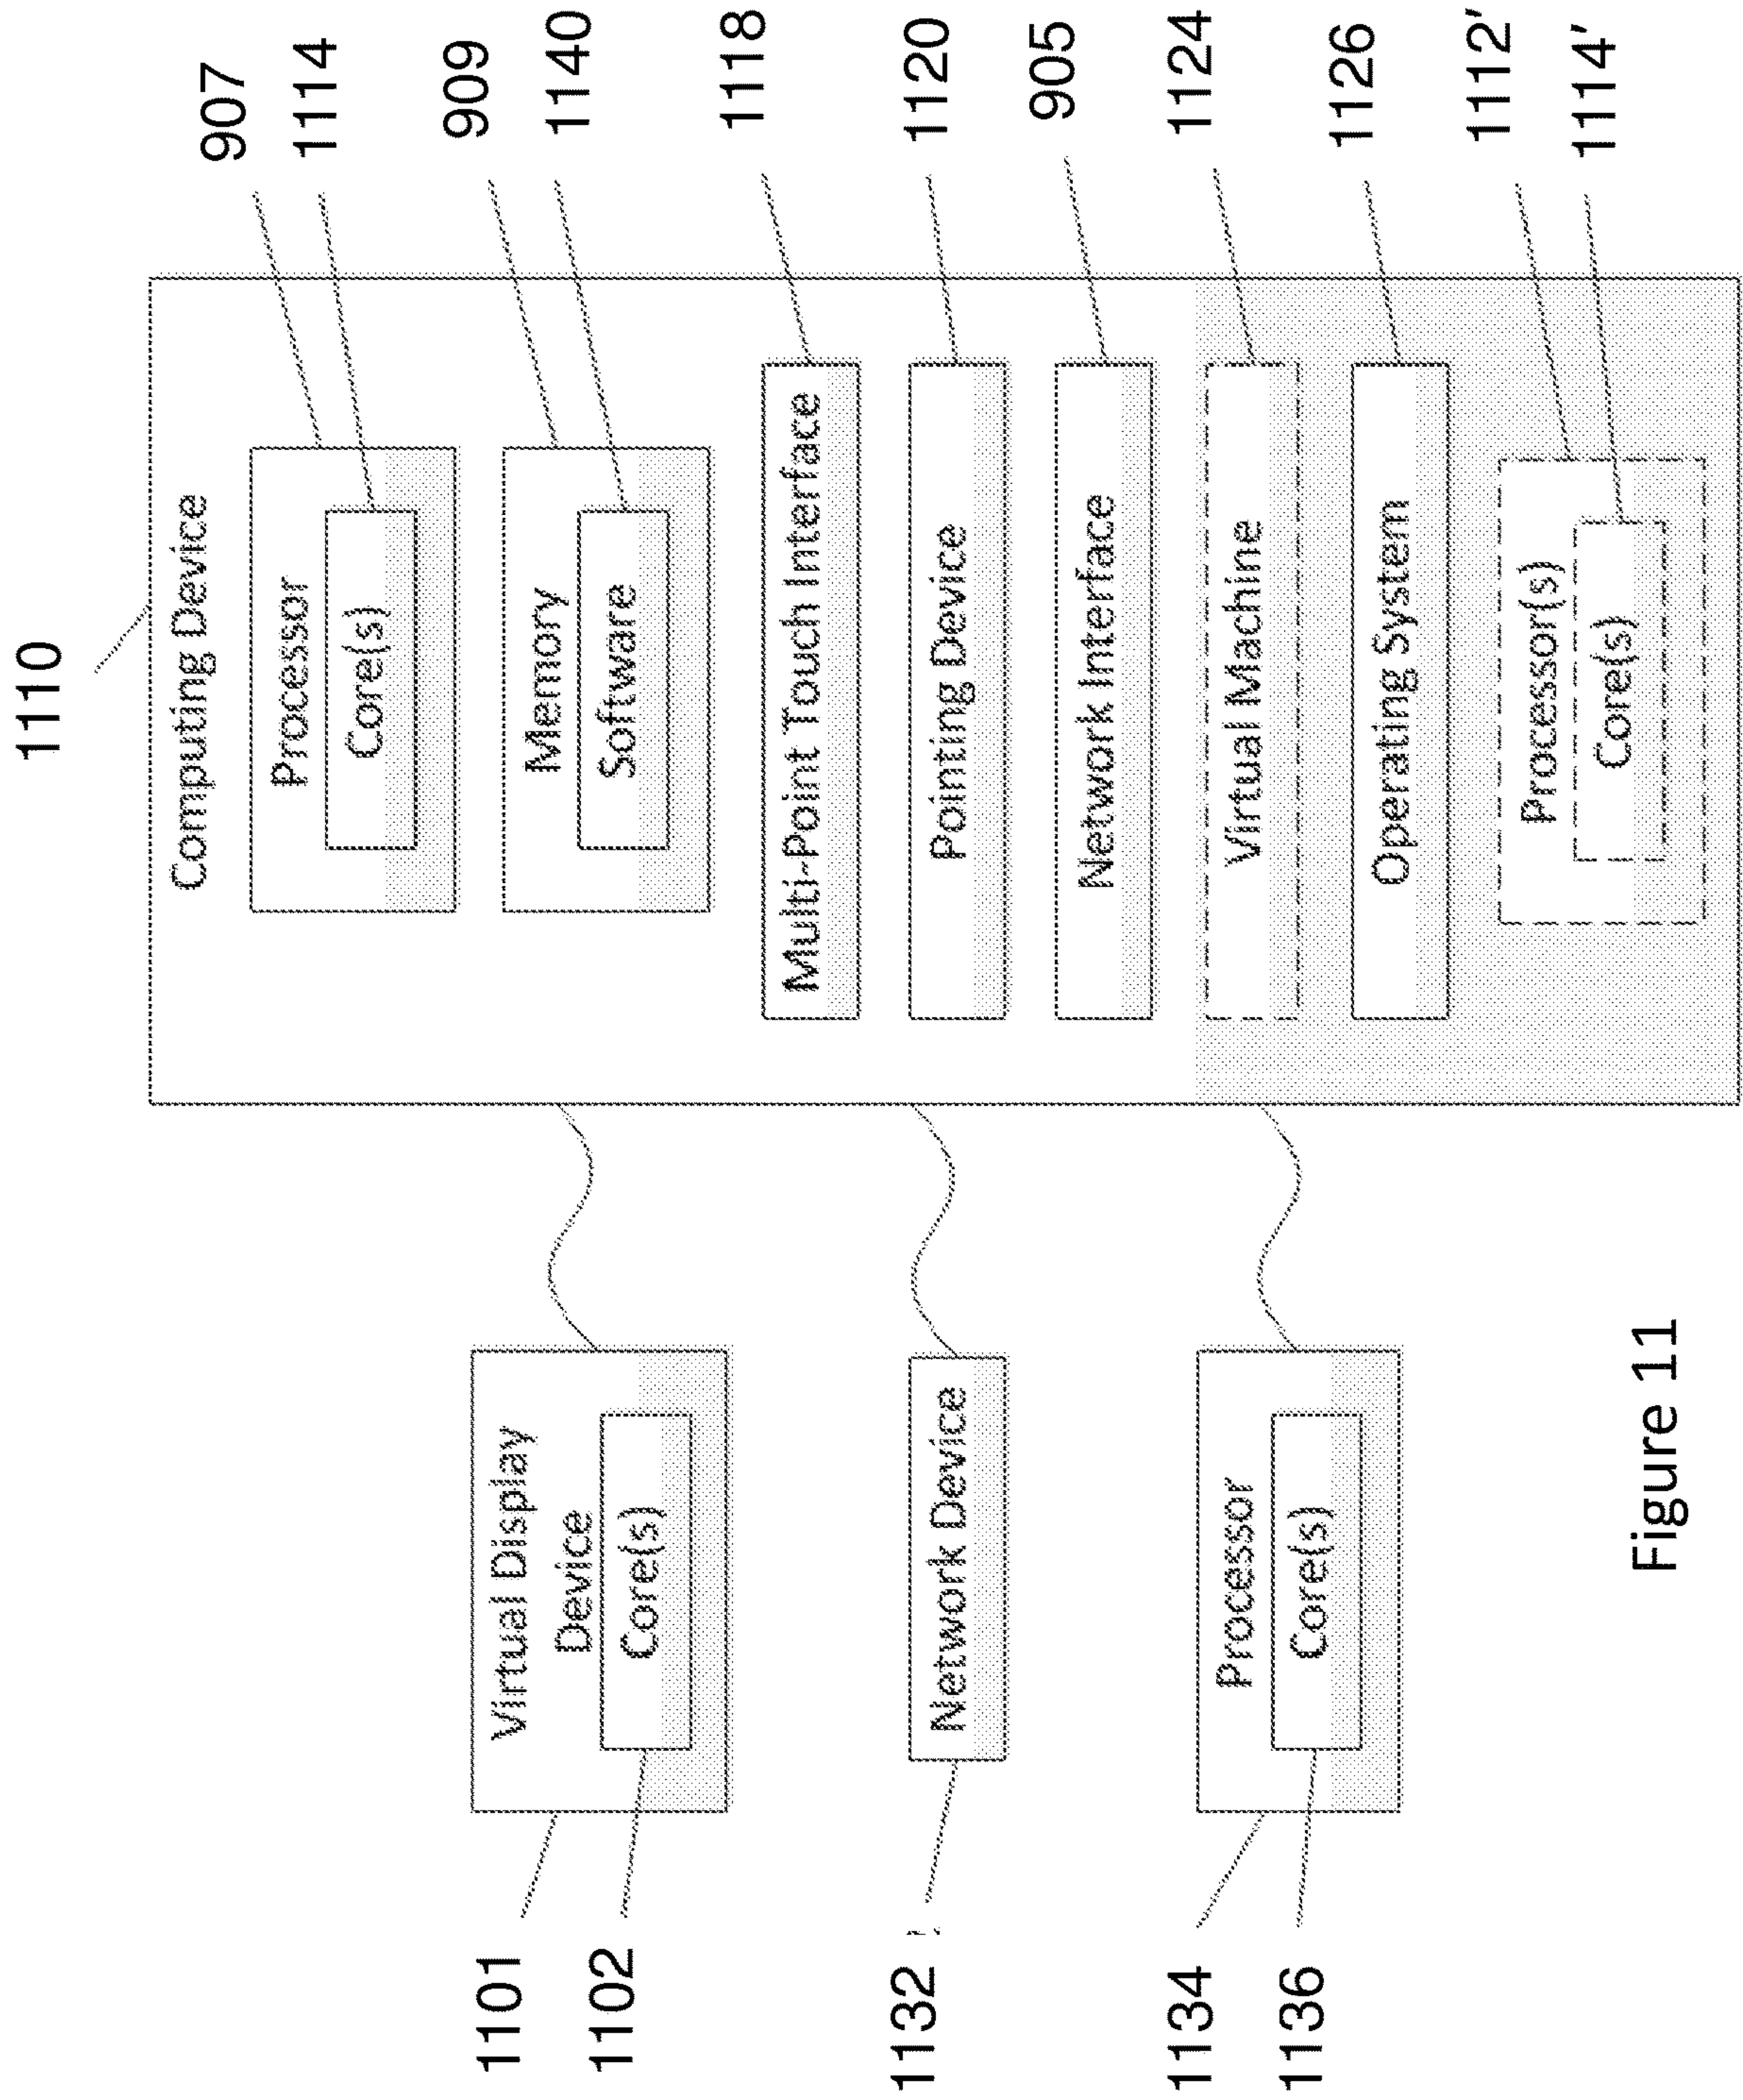 1110
Computing Device
907
Processor
1114
Core(s)
909
Memory
1140
Software
1118
Multi-Point Touch Interface
1120
Pointing Device
905
Network Interface
1124
Virtual Machine
1126
Operating System
1112'
Processor(s)
1114'
Core(s)
1101
Virtual Display
Device
1102
Core(s)
1132
Network Device
1134
Processor
1136
Core(s)
Figure 11